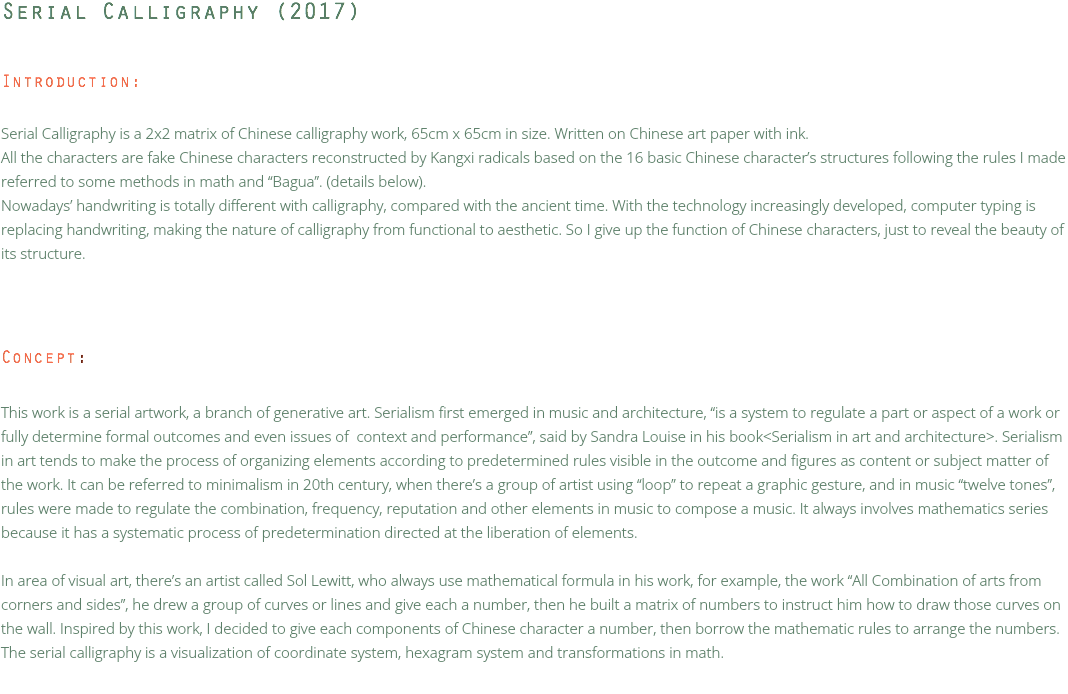 Serial Calligraphy (2017)
Introduction:
Serial Calligraphy is a 2x2 matrix of Chinese calligraphy work, 65cm x 65cm in size. Written on Chinese art paper with ink.
All the characters are fake Chinese characters reconstructed by Kangxi radicals based on the 16 basic Chinese character’s structures following the rules I made
referred to some methods in math and “Bagua”. (details below).
Nowadays’ handwriting is totally different with calligraphy, compared with the ancient time. With the technology increasingly developed, computer typing is
replacing handwriting, making the nature of calligraphy from functional to aesthetic. So I give up the function of Chinese characters, just to reveal the beauty of
its structure.
Concept:
This work is a serial artwork, a branch of generative art. Serialism first emerged in music and architecture, “is a system to regulate a part or aspect of a work or
fully determine formal outcomes and even issues of  context and performance”, said by Sandra Louise in his book<Serialism in art and architecture>. Serialism
in art tends to make the process of organizing elements according to predetermined rules visible in the outcome and figures as content or subject matter of
the work. It can be referred to minimalism in 20th century, when there’s a group of artist using “loop” to repeat a graphic gesture, and in music “twelve tones”,
rules were made to regulate the combination, frequency, reputation and other elements in music to compose a music. It always involves mathematics series
because it has a systematic process of predetermination directed at the liberation of elements.
In area of visual art, there’s an artist called Sol Lewitt, who always use mathematical formula in his work, for example, the work “All Combination of arts from
corners and sides”, he drew a group of curves or lines and give each a number, then he built a matrix of numbers to instruct him how to draw those curves on
the wall. Inspired by this work, I decided to give each components of Chinese character a number, then borrow the mathematic rules to arrange the numbers.
The serial calligraphy is a visualization of coordinate system, hexagram system and transformations in math.